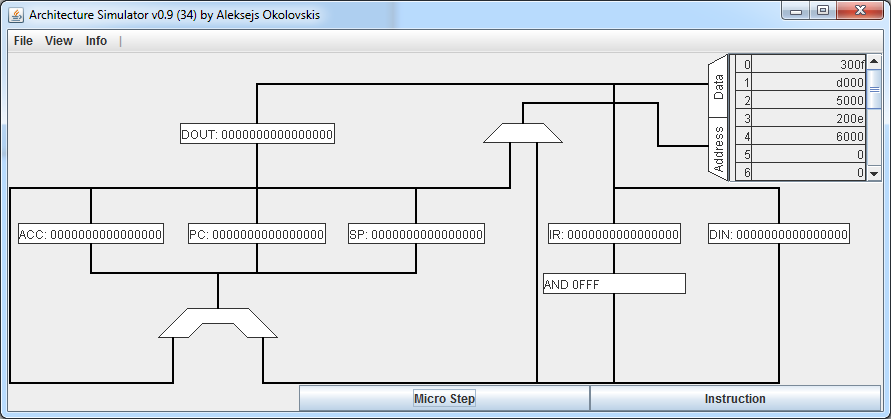 Architecture Simulator v0.9 (34) by Aleksejs Okolovskis
File View Info |
DOUT: 0000000000000000
ACC: 0000000000000000
PC: 0000000000000000
SP: 0000000000000000
IR: 0000000000000000
DIN: 0000000000000000
AND 0FFF
Data
Address
0 300f
1 d000
2 5000
3 200e
4 6000
5 0
6 0
Micro Step
Instruction